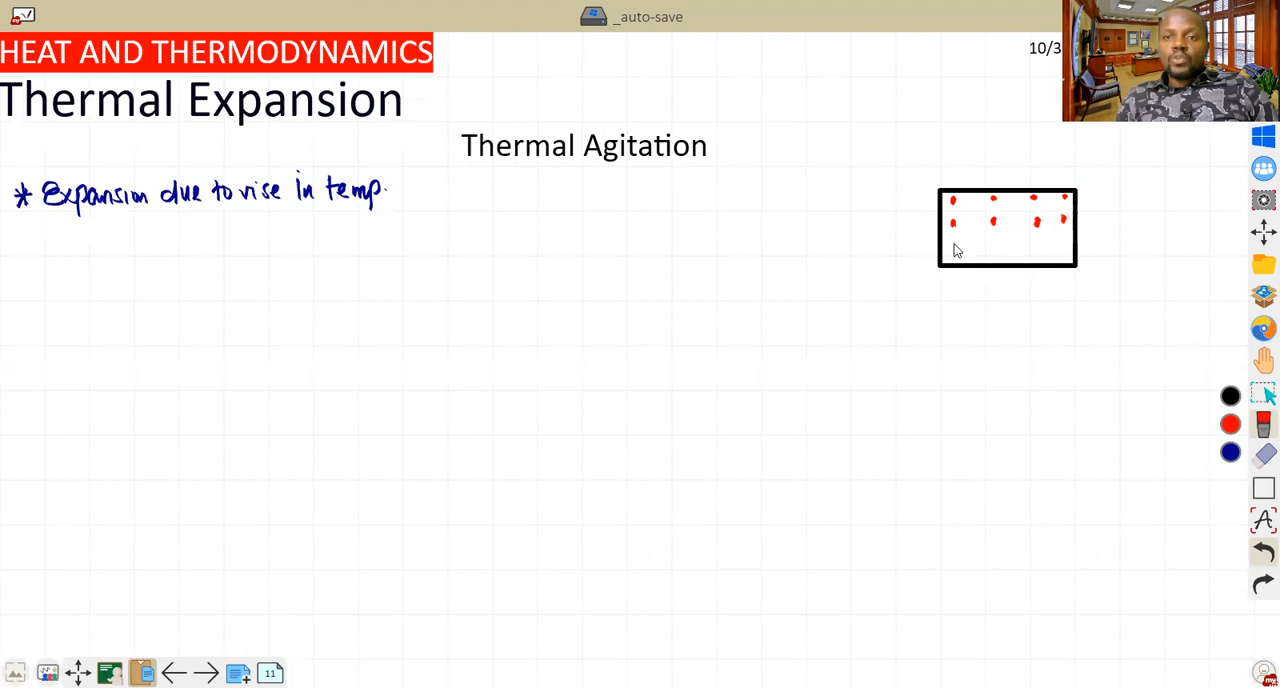 _auto-save
HEAT AND THERMODYNAMICS
10/3
Thermal Expansion
Thermal Agitation
* Expansion due to rise in temp.
11